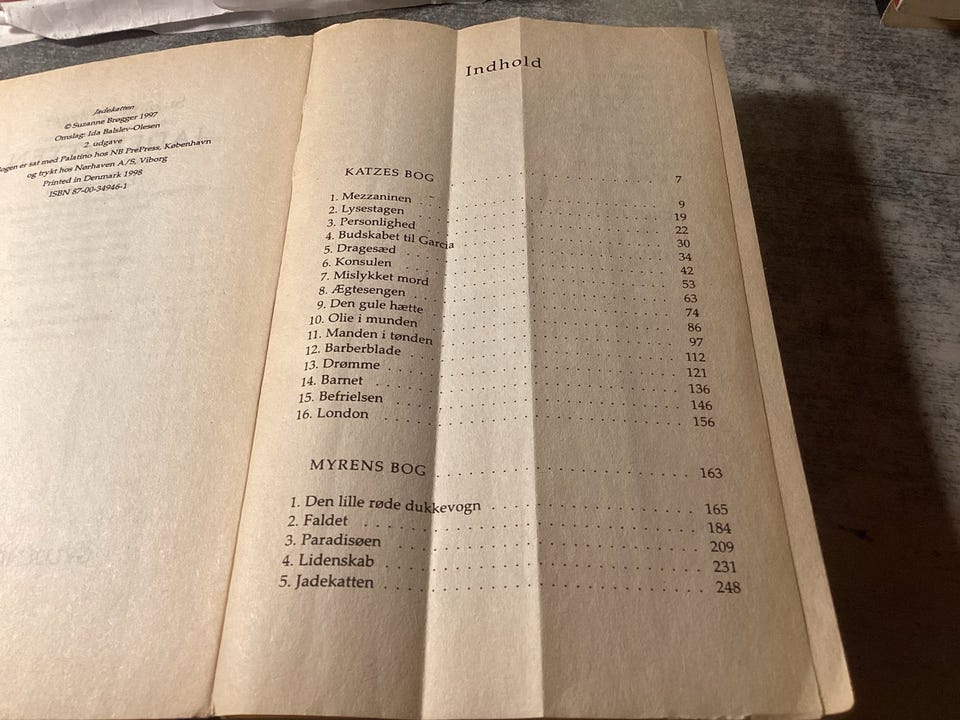 Jadekatten
© Suzanne Brøgger 1997
Omslag: Ida Balslev-Olesen
2. udgave
ogen er sat med Palatino hos NB PrePress, København
og trykt hos Nørhaven A/S, Viborg
Printed in Denmark 1998
ISBN 87-00-34946-1
Indhold
KATZES BOG . . . . . . . . . . . . . . . . . . . . 7
1. Mezzaninen . . . . . . . . . . . . . . . . . . . . 9
2. Lysestagen . . . . . . . . . . . . . . . . . . . . 19
3. Personlighed . . . . . . . . . . . . . . . . . . . . 22
4. Budskabet til Garcia . . . . . . . . . . . . . . . . . . . . 30
5. Dragesæd . . . . . . . . . . . . . . . . . . . . 34
6. Konsulen . . . . . . . . . . . . . . . . . . . . 42
7. Mislykket mord . . . . . . . . . . . . . . . . . . . . 53
8. Ægtesengen . . . . . . . . . . . . . . . . . . . . 63
9. Den gule hætte . . . . . . . . . . . . . . . . . . . . 74
10. Olie i munden . . . . . . . . . . . . . . . . . . . . 86
11. Manden i tønden . . . . . . . . . . . . . . . . . . . . 97
12. Barberblade . . . . . . . . . . . . . . . . . . . . 112
13. Drømme . . . . . . . . . . . . . . . . . . . . 121
14. Barnet . . . . . . . . . . . . . . . . . . . . 136
15. Befrielsen . . . . . . . . . . . . . . . . . . . . 146
16. London . . . . . . . . . . . . . . . . . . . . 156
MYRENS BOG . . . . . . . . . . . . . . . . . . . . 163
1. Den lille røde dukkevogn . . . . . . . . . . . . . . . . . . . . 165
2. Faldet . . . . . . . . . . . . . . . . . . . . 184
3. Paradisøen . . . . . . . . . . . . . . . . . . . . 209
4. Lidenskab . . . . . . . . . . . . . . . . . . . . 231
5. Jadekatten . . . . . . . . . . . . . . . . . . . . 248